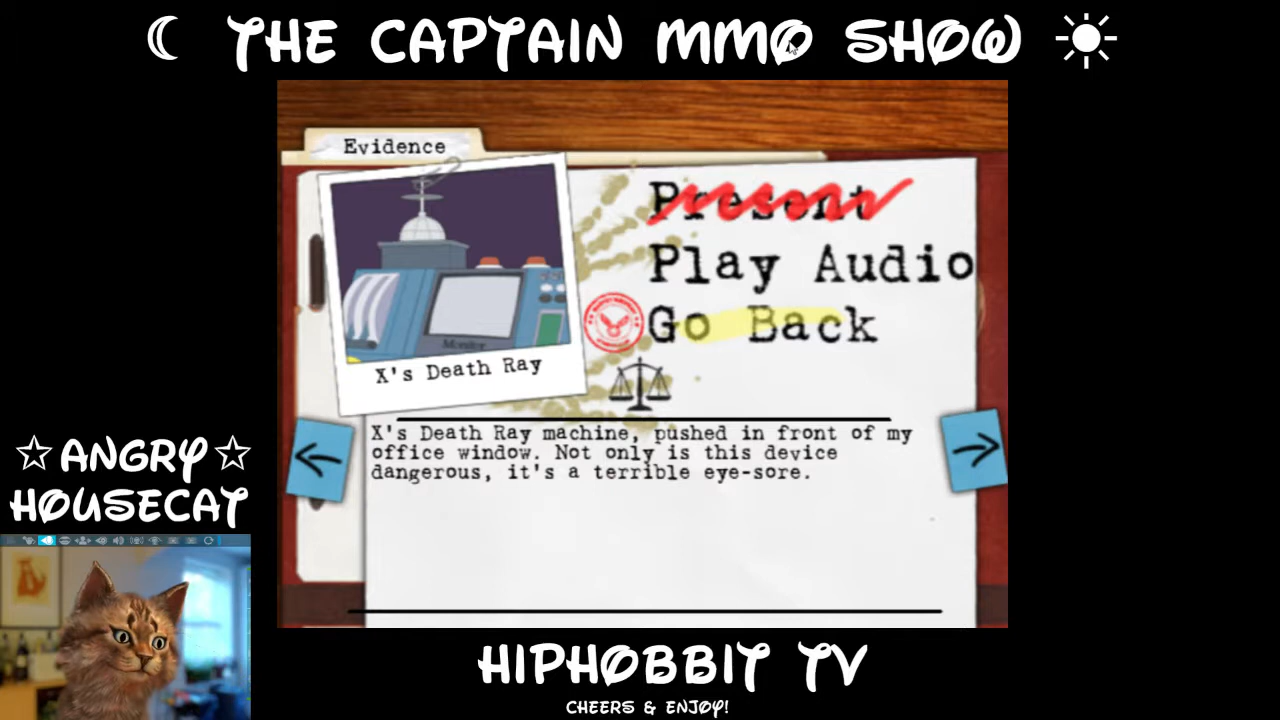 ☾ THE CAPTAIN MMO SHOW ☀
Evidence
Present
Play Audio
Go Back
Monitor
X's Death Ray
X's Death Ray machine, pushed in front of my
office window. Not only is this device
dangerous, it's a terrible eye-sore.
☆ ANGRY ☆
HOUSECAT
HIPHOBBIT TV
CHEERS & ENJOY!